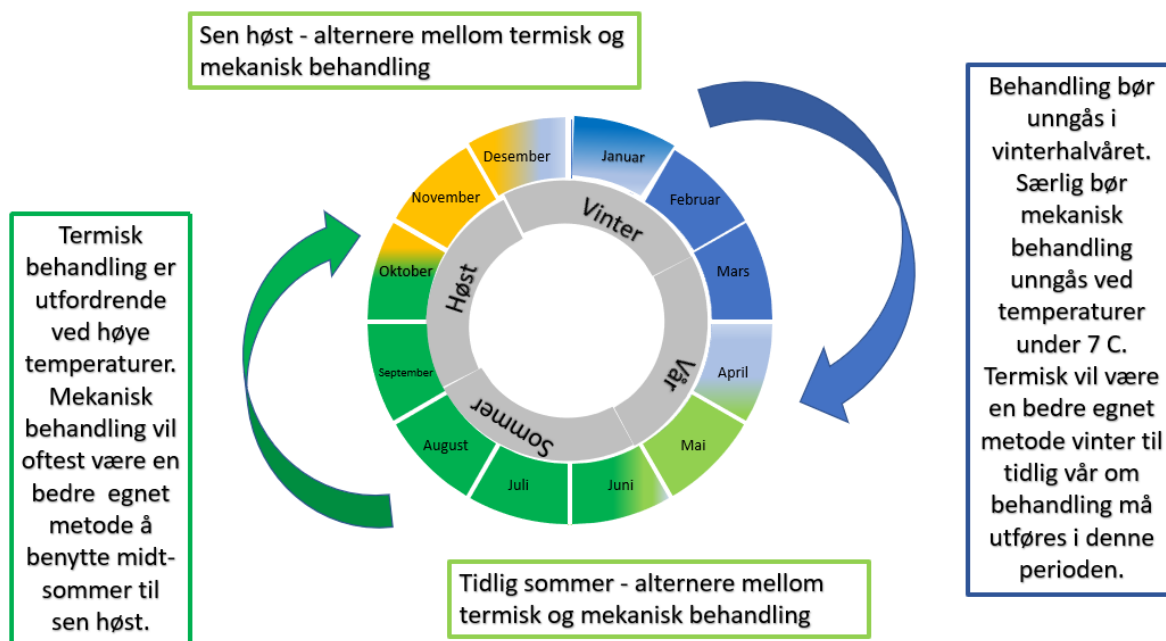 Sen høst - alternere mellom termisk og
mekanisk behandling
Behandling bør
unngås i
vinterhalvåret.
Særlig bør
mekanisk
behandling
unngås ved
temperaturer
under 7 C.
Termisk vil være
en bedre egnet
metode vinter til
tidlig vår om
behandling må
utføres i denne
perioden.
Termisk
behandling er
utfordrende
ved høye
temperaturer.
Mekanisk
behandling vil
oftest være en
bedre egnet
metode å
benytte midt-
sommer til
sen høst.
Januar
Februar
Mars
April
Mai
Juni
Juli
August
September
Oktober
November
Desember
Vinter
Vår
Sommer
Høst
Tidlig sommer - alternere mellom
termisk og mekanisk behandling